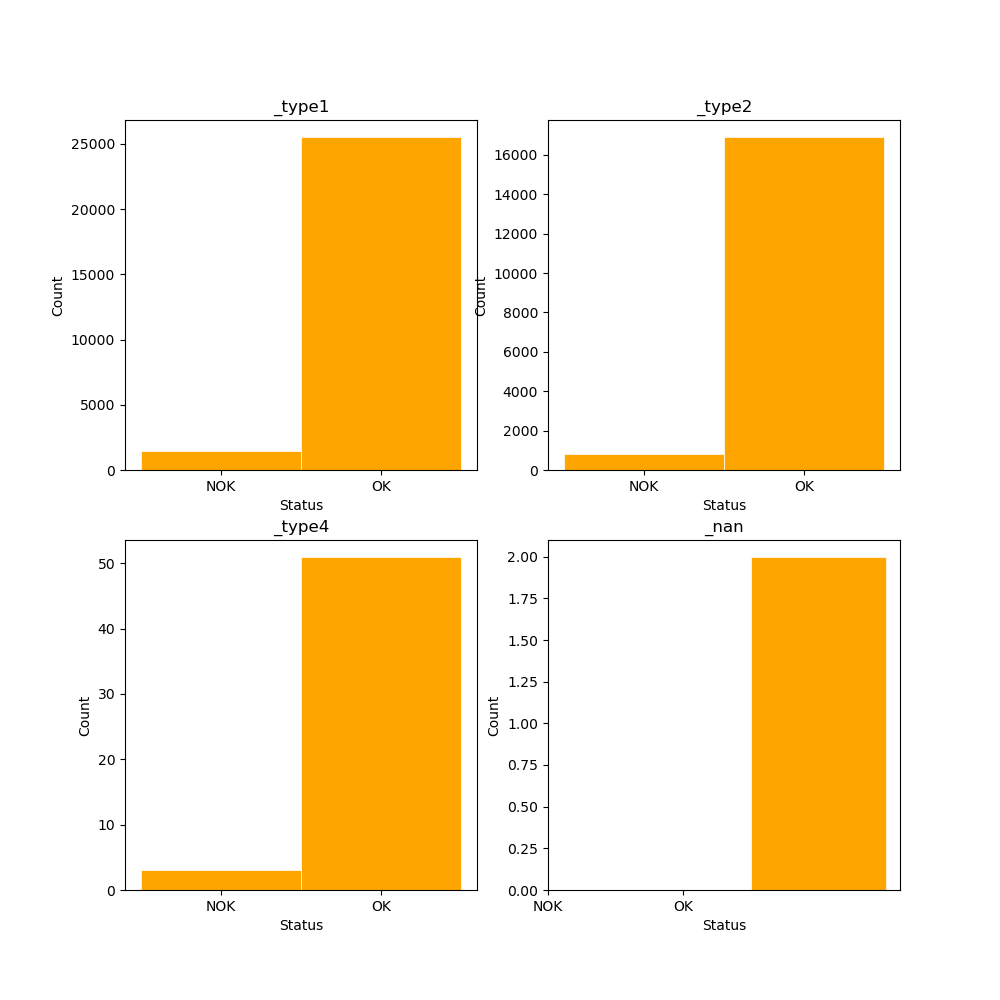 _type1
25000
20000
15000
10000
5000
0
Count
NOK OK
Status
_type2
16000
14000
12000
10000
8000
6000
4000
2000
0
Count
NOK OK
Status
_type4
50
40
30
20
10
0
Count
NOK OK
Status
_nan
2.00
1.75
1.50
1.25
1.00
0.75
0.50
0.25
0.00
Count
NOK OK
Status